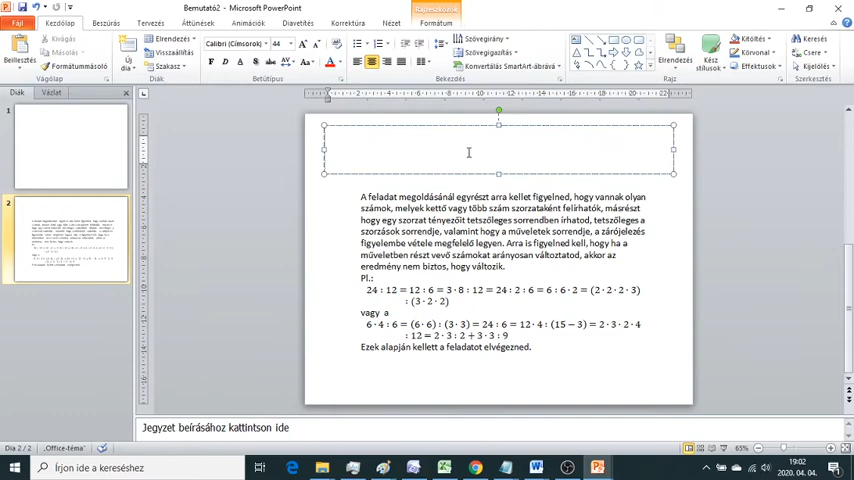 Bemutató2 - Microsoft PowerPoint
Rajzeszközök
Fájl Kezdőlap Beszúrás Tervezés Áttűnések Animációk Diavetítés Korrektúra Nézet Formátum
Beillesztés
Kivágás
Másolás
Formátummásoló
Vágólap
Új dia
Elrendezés
Visszaállítás
Szakasz
Diák
Calibri (Címsorok) 44
Betűtípus
Szövegirány
Szövegigazítás
Konvertálás SmartArt-ábrává
Bekezdés
Elrendezés
Kész stílusok
Kitöltés
Körvonal
Effektusok
Rajz
Keresés
Csere
Kijelölés
Szerkesztés
Diák Vázlat
1
2
A feladat megoldásánál egyrészt arra kellet figyelned, hogy vannak olyan
számok, melyek kettő vagy több szám szorzataként felírhatók, másrészt
hogy egy szorzat tényezőit tetszőleges sorrendben írhatod, tetszőleges a
szorzások sorrendje, valamint hogy a műveletek sorrendje, a zárójelezés
figyelembe vétele megfelelő legyen. Arra is figyelned kell, hogy ha a
műveletben részt vevő számokat arányosan változtatod, akkor az
eredmény nem biztos, hogy változik.
Pl.:
24 : 12 = 12 : 6 = 3 · 8 : 12 = 24 : 2 : 6 = 6 : 6 · 2 = (2 · 2 · 2 · 3)
: (3 · 2 · 2)
vagy a
6 · 4 : 6 = (6 · 6) : (3 · 3) = 24 : 6 = 12 · 4 : (15 − 3) = 2 · 3 · 2 · 4
: 12 = 2 · 3 : 2 + 3 · 3 : 9
Ezek alapján kellett a feladatot elvégezned.
Jegyzet beírásához kattintson ide
Dia 2 / 2 „Office-téma” 65%
Írjon ide a kereséshez
19:02
2020. 04. 04.